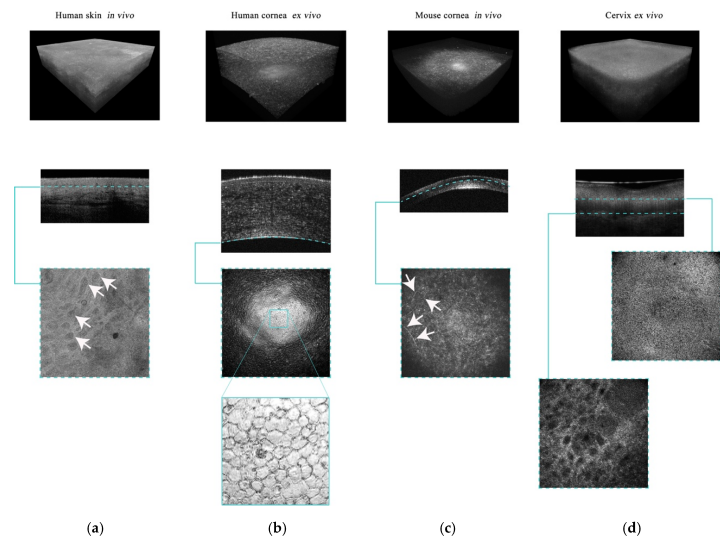 Human skin in vivo
Human cornea ex vivo
Mouse cornea in vivo
Cervix ex vivo
(a)
(b)
(c)
(d)